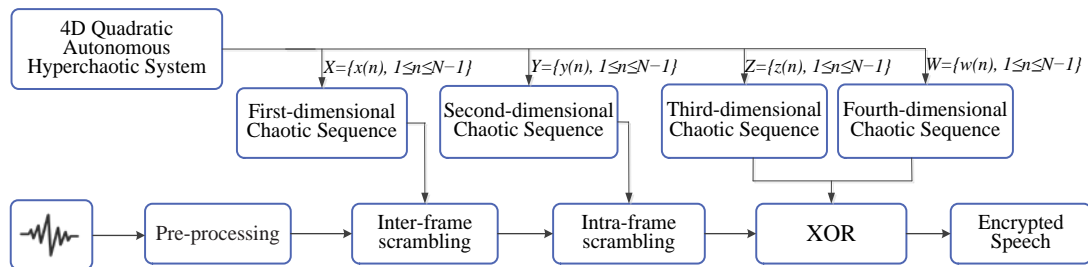 4D Quadratic
Autonomous
Hyperchaotic System
X={x(n), 1≤n≤N−1}
Y={y(n), 1≤n≤N−1}
Z={z(n), 1≤n≤N−1}
W={w(n), 1≤n≤N−1}
First-dimensional
Chaotic Sequence
Second-dimensional
Chaotic Sequence
Third-dimensional
Chaotic Sequence
Fourth-dimensional
Chaotic Sequence
Pre-processing
Inter-frame
scrambling
Intra-frame
scrambling
XOR
Encrypted
Speech